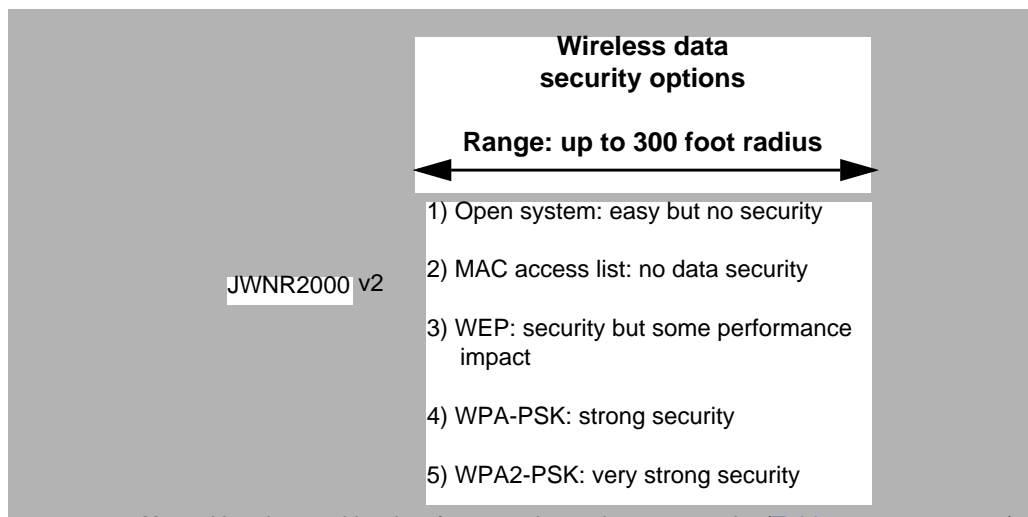 Wireless data
security options
Range: up to 300 foot radius
1) Open system: easy but no security
2) MAC access list: no data security
JWNR2000 v2
3) WEP: security but some performance
impact
4) WPA-PSK: strong security
5) WPA2-PSK: very strong security